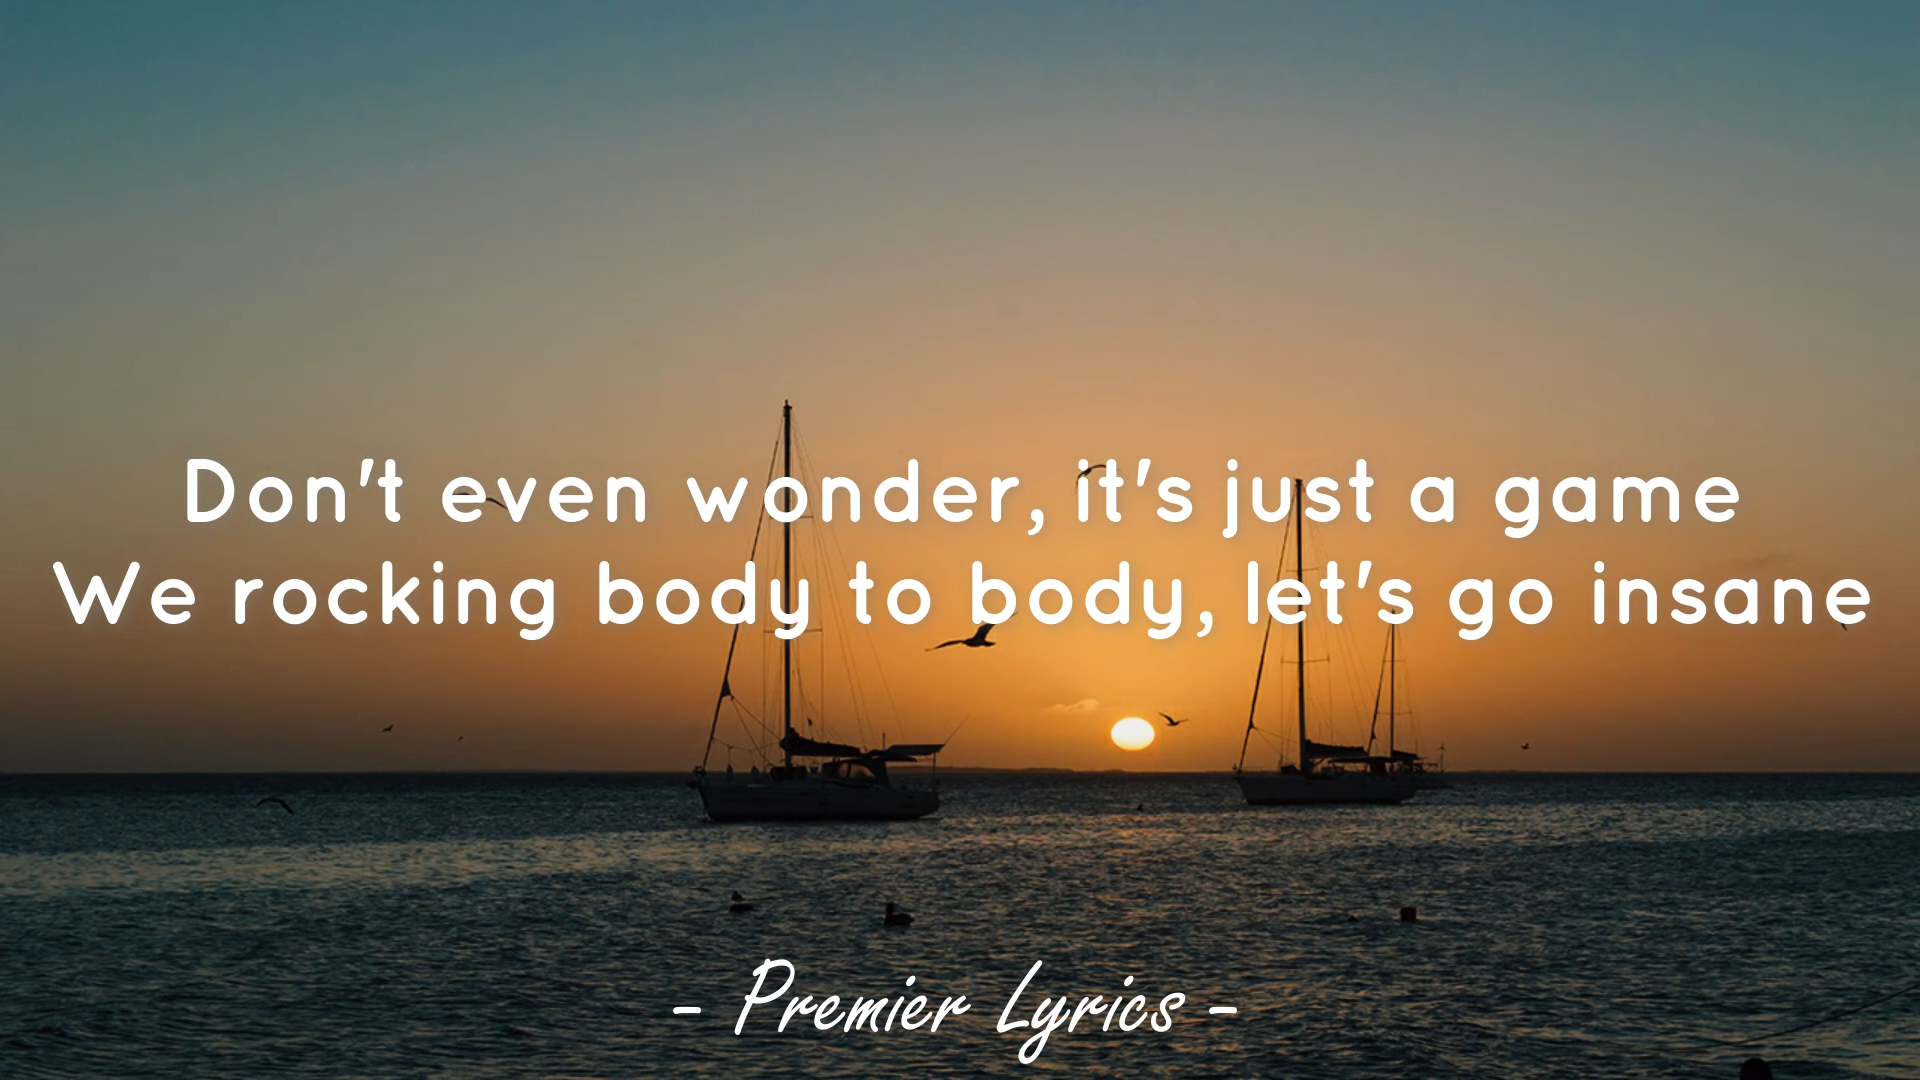 Don't even wonder, it's just a game
We rocking body to body, let's go insane
- Premier Lyrics -